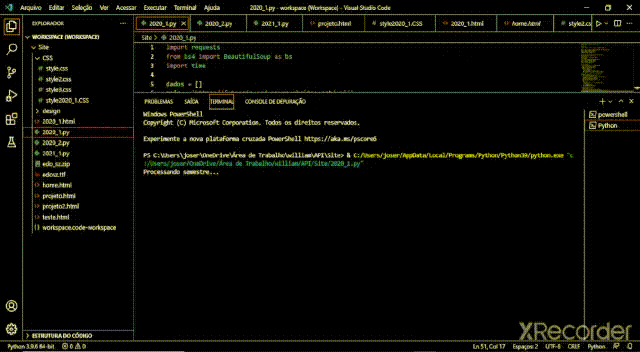 Arquivo Editar Seleção Ver Acessar Executar Terminal Ajuda 2020_1.py - workspace (Workspace) - Visual Studio Code
EXPLORADOR
WORKSPACE (WORKSPACE)
Site
CSS
style.css
style2.css
style3.css
style2020_1.CSS
design
2020_1.html
2020_1.py
2020_2.py
2021_1.py
edo_sz.zip
edosz.ttf
home.html
projeto.html
projeto2.html
teste.html
workspace.code-workspace
ESTRUTURA DO CÓDIGO
2020_1.py 2020_2.py 2021_1.py projeto.html style2020_1.CSS 2020_1.html home.html style2.cs
Site > 2020_1.py
1 import requests
2 from bs4 import BeautifulSoup as bs
3 import time
4
5 dados = []
PROBLEMAS SAÍDA TERMINAL CONSOLE DE DEPURAÇÃO
Windows PowerShell
Copyright (C) Microsoft Corporation. Todos os direitos reservados.
Experimente a nova plataforma cruzada PowerShell https://aka.ms/pscore6
PS C:\Users\joser\OneDrive\Área de Trabalho\william\API\Site> & C:/Users/joser/AppData/Local/Programs/Python/Python39/python.exe "c
:/Users/joser/OneDrive/Área de Trabalho/william/API/Site/2020_1.py"
Processando semestre...
powershell
Python
XRecorder
Python 3.9.6 64-bit 0 0 Ln 51, Col 17 Espaços: 2 UTF-8 CRLF Python